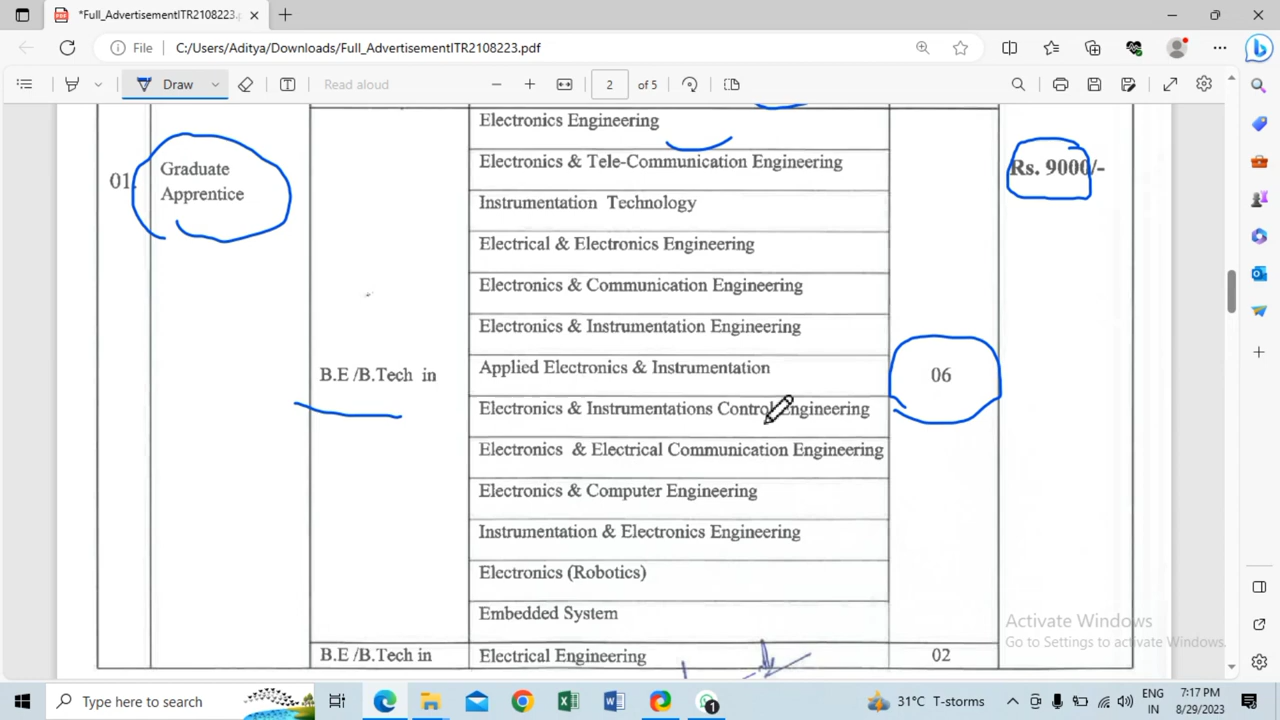 *Full_AdvertisementITR2108223.p
File
C:/Users/Aditya/Downloads/Full_AdvertisementITR2108223.pdf
Draw
Read aloud
2
of 5
Electronics Engineering
Electronics & Tele-Communication Engineering
Instrumentation Technology
Electrical & Electronics Engineering
Electronics & Communication Engineering
Electronics & Instrumentation Engineering
Applied Electronics & Instrumentation
Electronics & Instrumentations Control Engineering
Electronics & Electrical Communication Engineering
Electronics & Computer Engineering
Instrumentation & Electronics Engineering
Electronics (Robotics)
Embedded System
01.
Graduate
Apprentice
B.E /B.Tech in
06
Rs. 9000/-
B.E /B.Tech in
Electrical Engineering
02
Activate Windows
Go to Settings to activate Windows.
Type here to search
1
31°C T-storms
ENG
IN
7:17 PM
8/29/2023